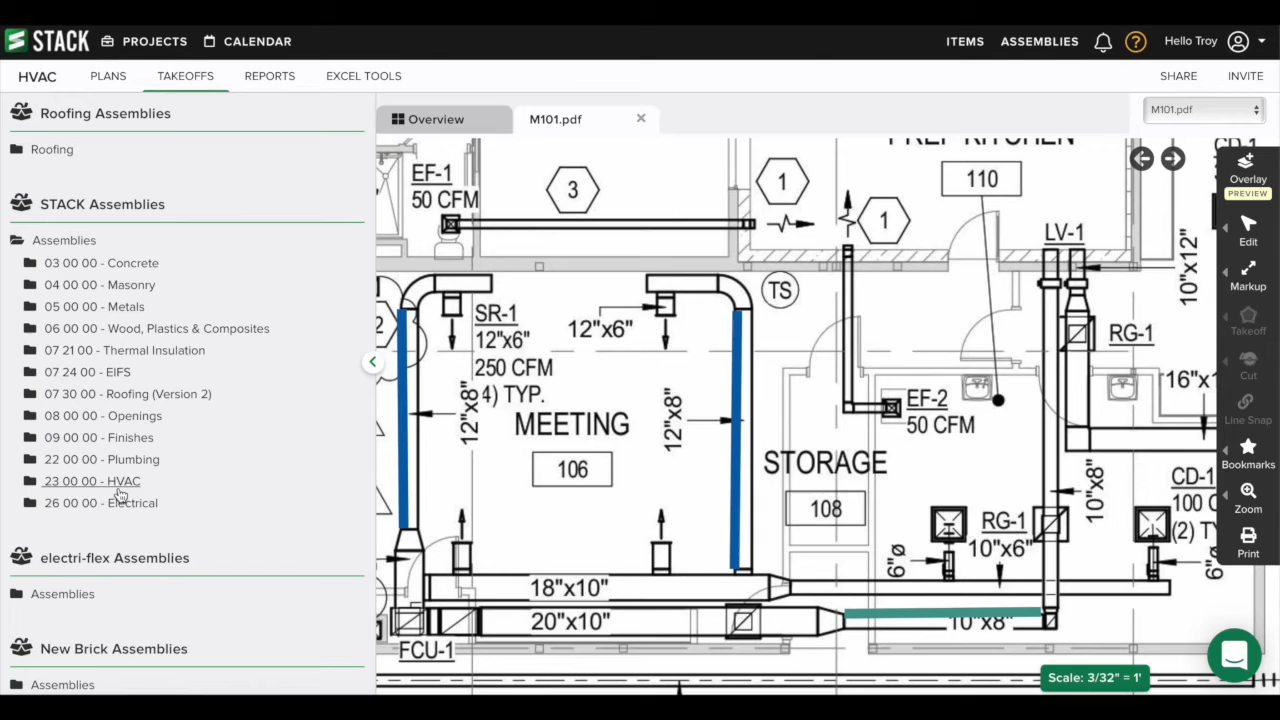 STACK PROJECTS CALENDAR ITEMS ASSEMBLIES ? Hello Troy
HVAC PLANS TAKEOFFS REPORTS EXCEL TOOLS SHARE INVITE
Roofing Assemblies
Roofing
STACK Assemblies
Assemblies
03 00 00 - Concrete
04 00 00 - Masonry
05 00 00 - Metals
06 00 00 - Wood, Plastics & Composites
07 21 00 - Thermal Insulation
07 24 00 - EIFS
07 30 00 - Roofing (Version 2)
08 00 00 - Openings
09 00 00 - Finishes
22 00 00 - Plumbing
23 00 00 - HVAC
26 00 00 - Electrical
electri-flex Assemblies
Assemblies
New Brick Assemblies
Assemblies
Overview M101.pdf
M101.pdf
PREP KITCHEN
EF-1
50 CFM
3
1
110
1
LV-1
10"x12"
TS
SR-1
12"x6"
250 CFM
4) TYP.
12"x6"
RG-1
16"x
12"x8"
12"x8"
MEETING
106
EF-2
50 CFM
STORAGE
108
10"x8"
CD-1
100 C
(2) T
RG-1
10"x6"
6"ø
6"ø
18"x10"
20"x10"
10"x8"
FCU-1
Overlay
PREVIEW
Edit
Markup
Takeoff
Cut
Line Snap
Bookmarks
Zoom
Print
Scale: 3/32" = 1'